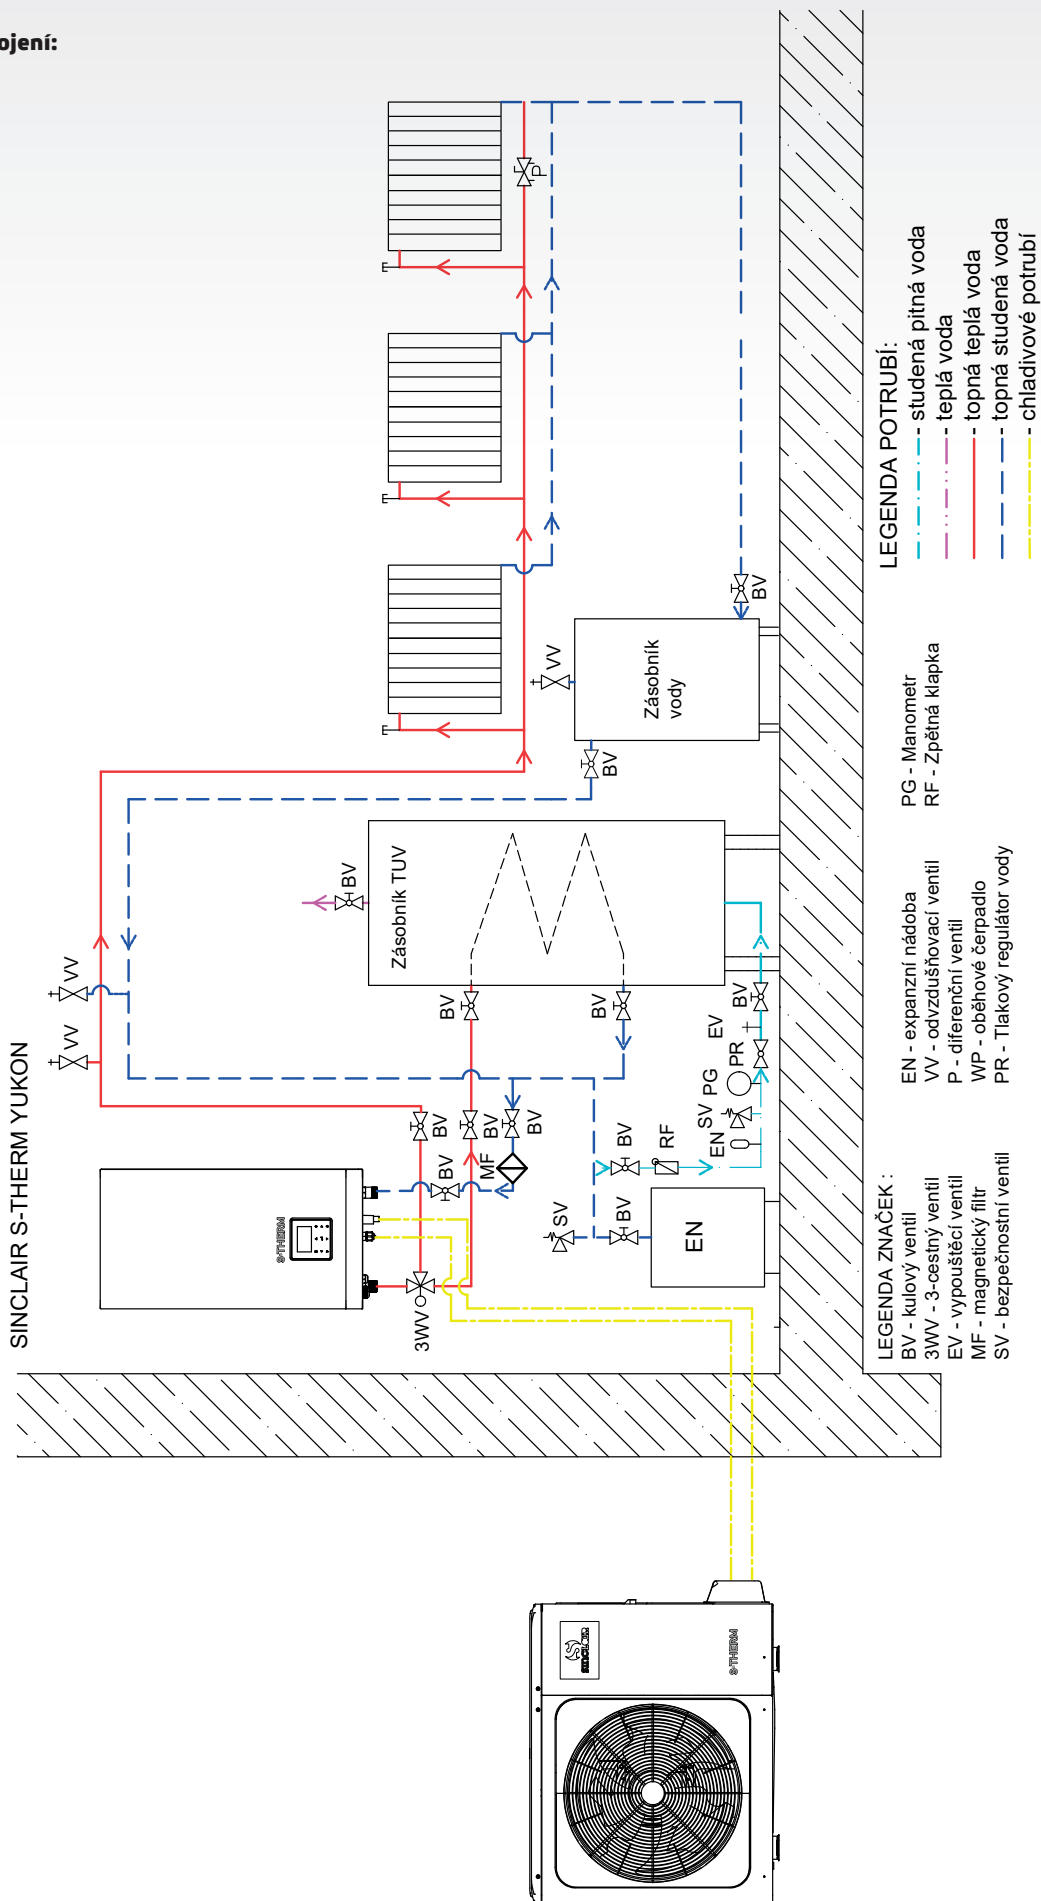 ojení:
SINCLAIR S-THERM YUKON
S-THERM
3WV
VV
VV
BV
BV
BV
BV
MF
BV
BV
BV
Zásobník TUV
SV
BV
EN
BV
RF
EN
SV
PG
PR
EV
BV
VV
BV
Zásobník
vody
BV
P
SINCLAIR
S-THERM
LEGENDA ZNAČEK :
BV - kulový ventil
3WV - 3-cestný ventil
EV - vypouštěcí ventil
MF - magnetický filtr
SV - bezpečnostní ventil
EN - expanzní nádoba
VV - odvzdušňovací ventil
P - diferenční ventil
WP - oběhové čerpadlo
PR - Tlakový regulátor vody
PG - Manometr
RF - Zpětná klapka
LEGENDA POTRUBÍ:
- studená pitná voda
- teplá voda
- topná teplá voda
- topná studená voda
- chladivové potrubí